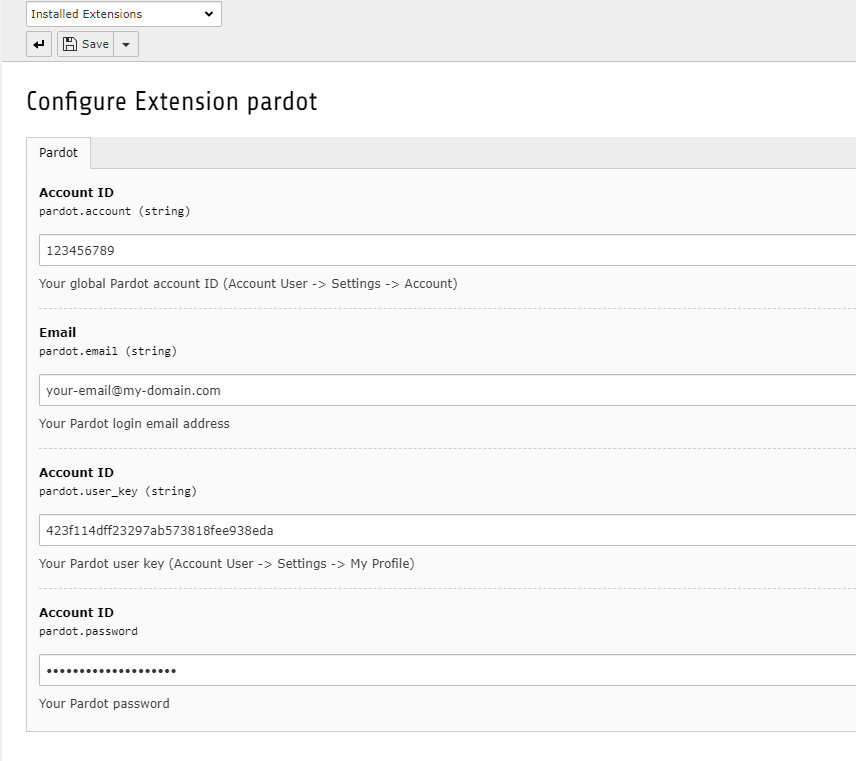 Installed Extensions
Save
Configure Extension pardot
Pardot
Account ID
pardot.account (string)
123456789
Your global Pardot account ID (Account User -> Settings -> Account)
Email
pardot.email (string)
your-email@my-domain.com
Your Pardot login email address
Account ID
pardot.user_key (string)
423f114dff23297ab573818fee938eda
Your Pardot user key (Account User -> Settings -> My Profile)
Account ID
pardot.password
••••••••••••••••••••
Your Pardot password